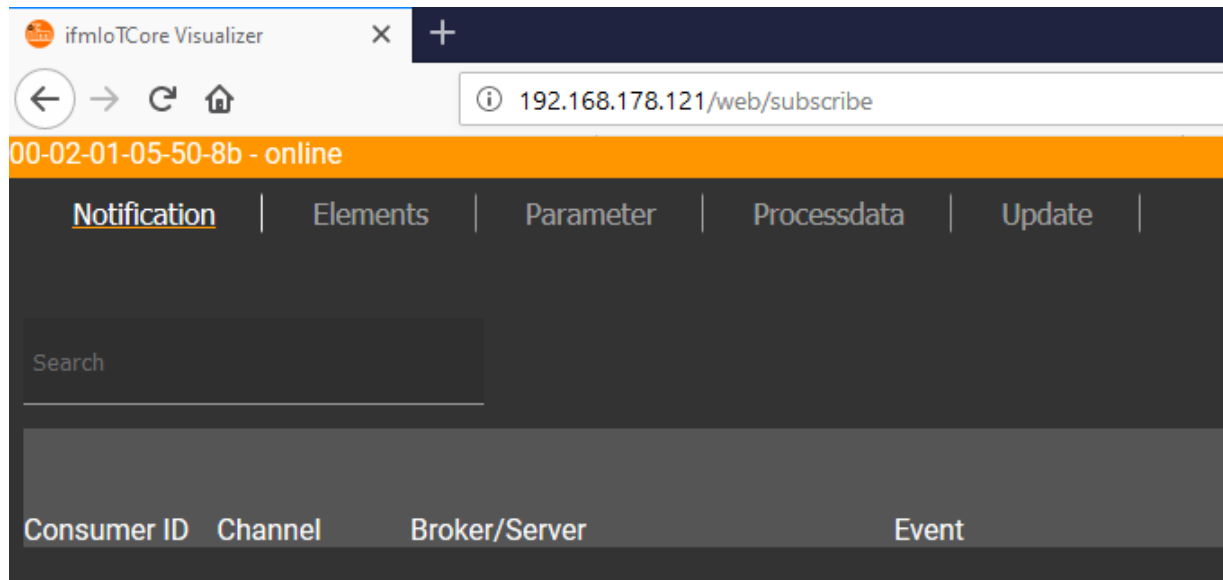 ifmIoTCore Visualizer
192.168.178.121/web/subscribe
00-02-01-05-50-8b - online
Notification Elements Parameter Processdata Update
Search
Consumer ID Channel Broker/Server Event